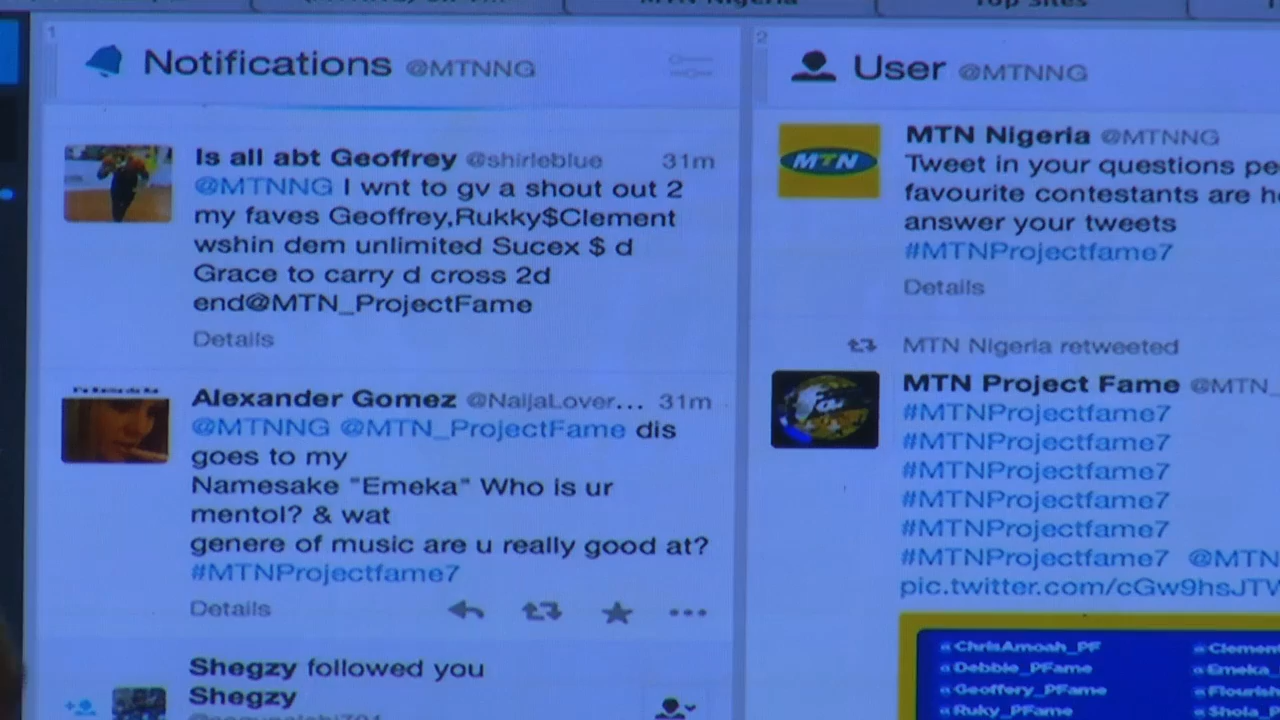 MTN Nigeria
Top Sites
1
Notifications @MTNNG
Is all abt Geoffrey @shirleblue 31m
@MTNNG I wnt to gv a shout out 2
my faves Geoffrey,Rukky$Clement
wshin dem unlimited Sucex $ d
Grace to carry d cross 2d
end@MTN_ProjectFame
Details
Alexander Gomez @NaijaLover... 31m
@MTNNG @MTN_ProjectFame dis
goes to my
Namesake "Emeka" Who is ur
mentol? & wat
genere of music are u really good at?
#MTNProjectfame7
Details
Shegzy followed you
Shegzy
2
User @MTNNG
MTN
MTN Nigeria @MTNNG
Tweet in your questions pe
favourite contestants are h
answer your tweets
#MTNProjectfame7
Details
MTN Nigeria retweeted
MTN Project Fame @MTN_
#MTNProjectfame7
#MTNProjectfame7
#MTNProjectfame7
#MTNProjectfame7
#MTNProjectfame7
#MTNProjectfame7 @MTN
pic.twitter.com/cGw9hsJTV
ChrisAmoah_PF Clement
Debbie_PFame Emeka_
Geoffery_PFame Flourish
Ruky_PFame Shola_P